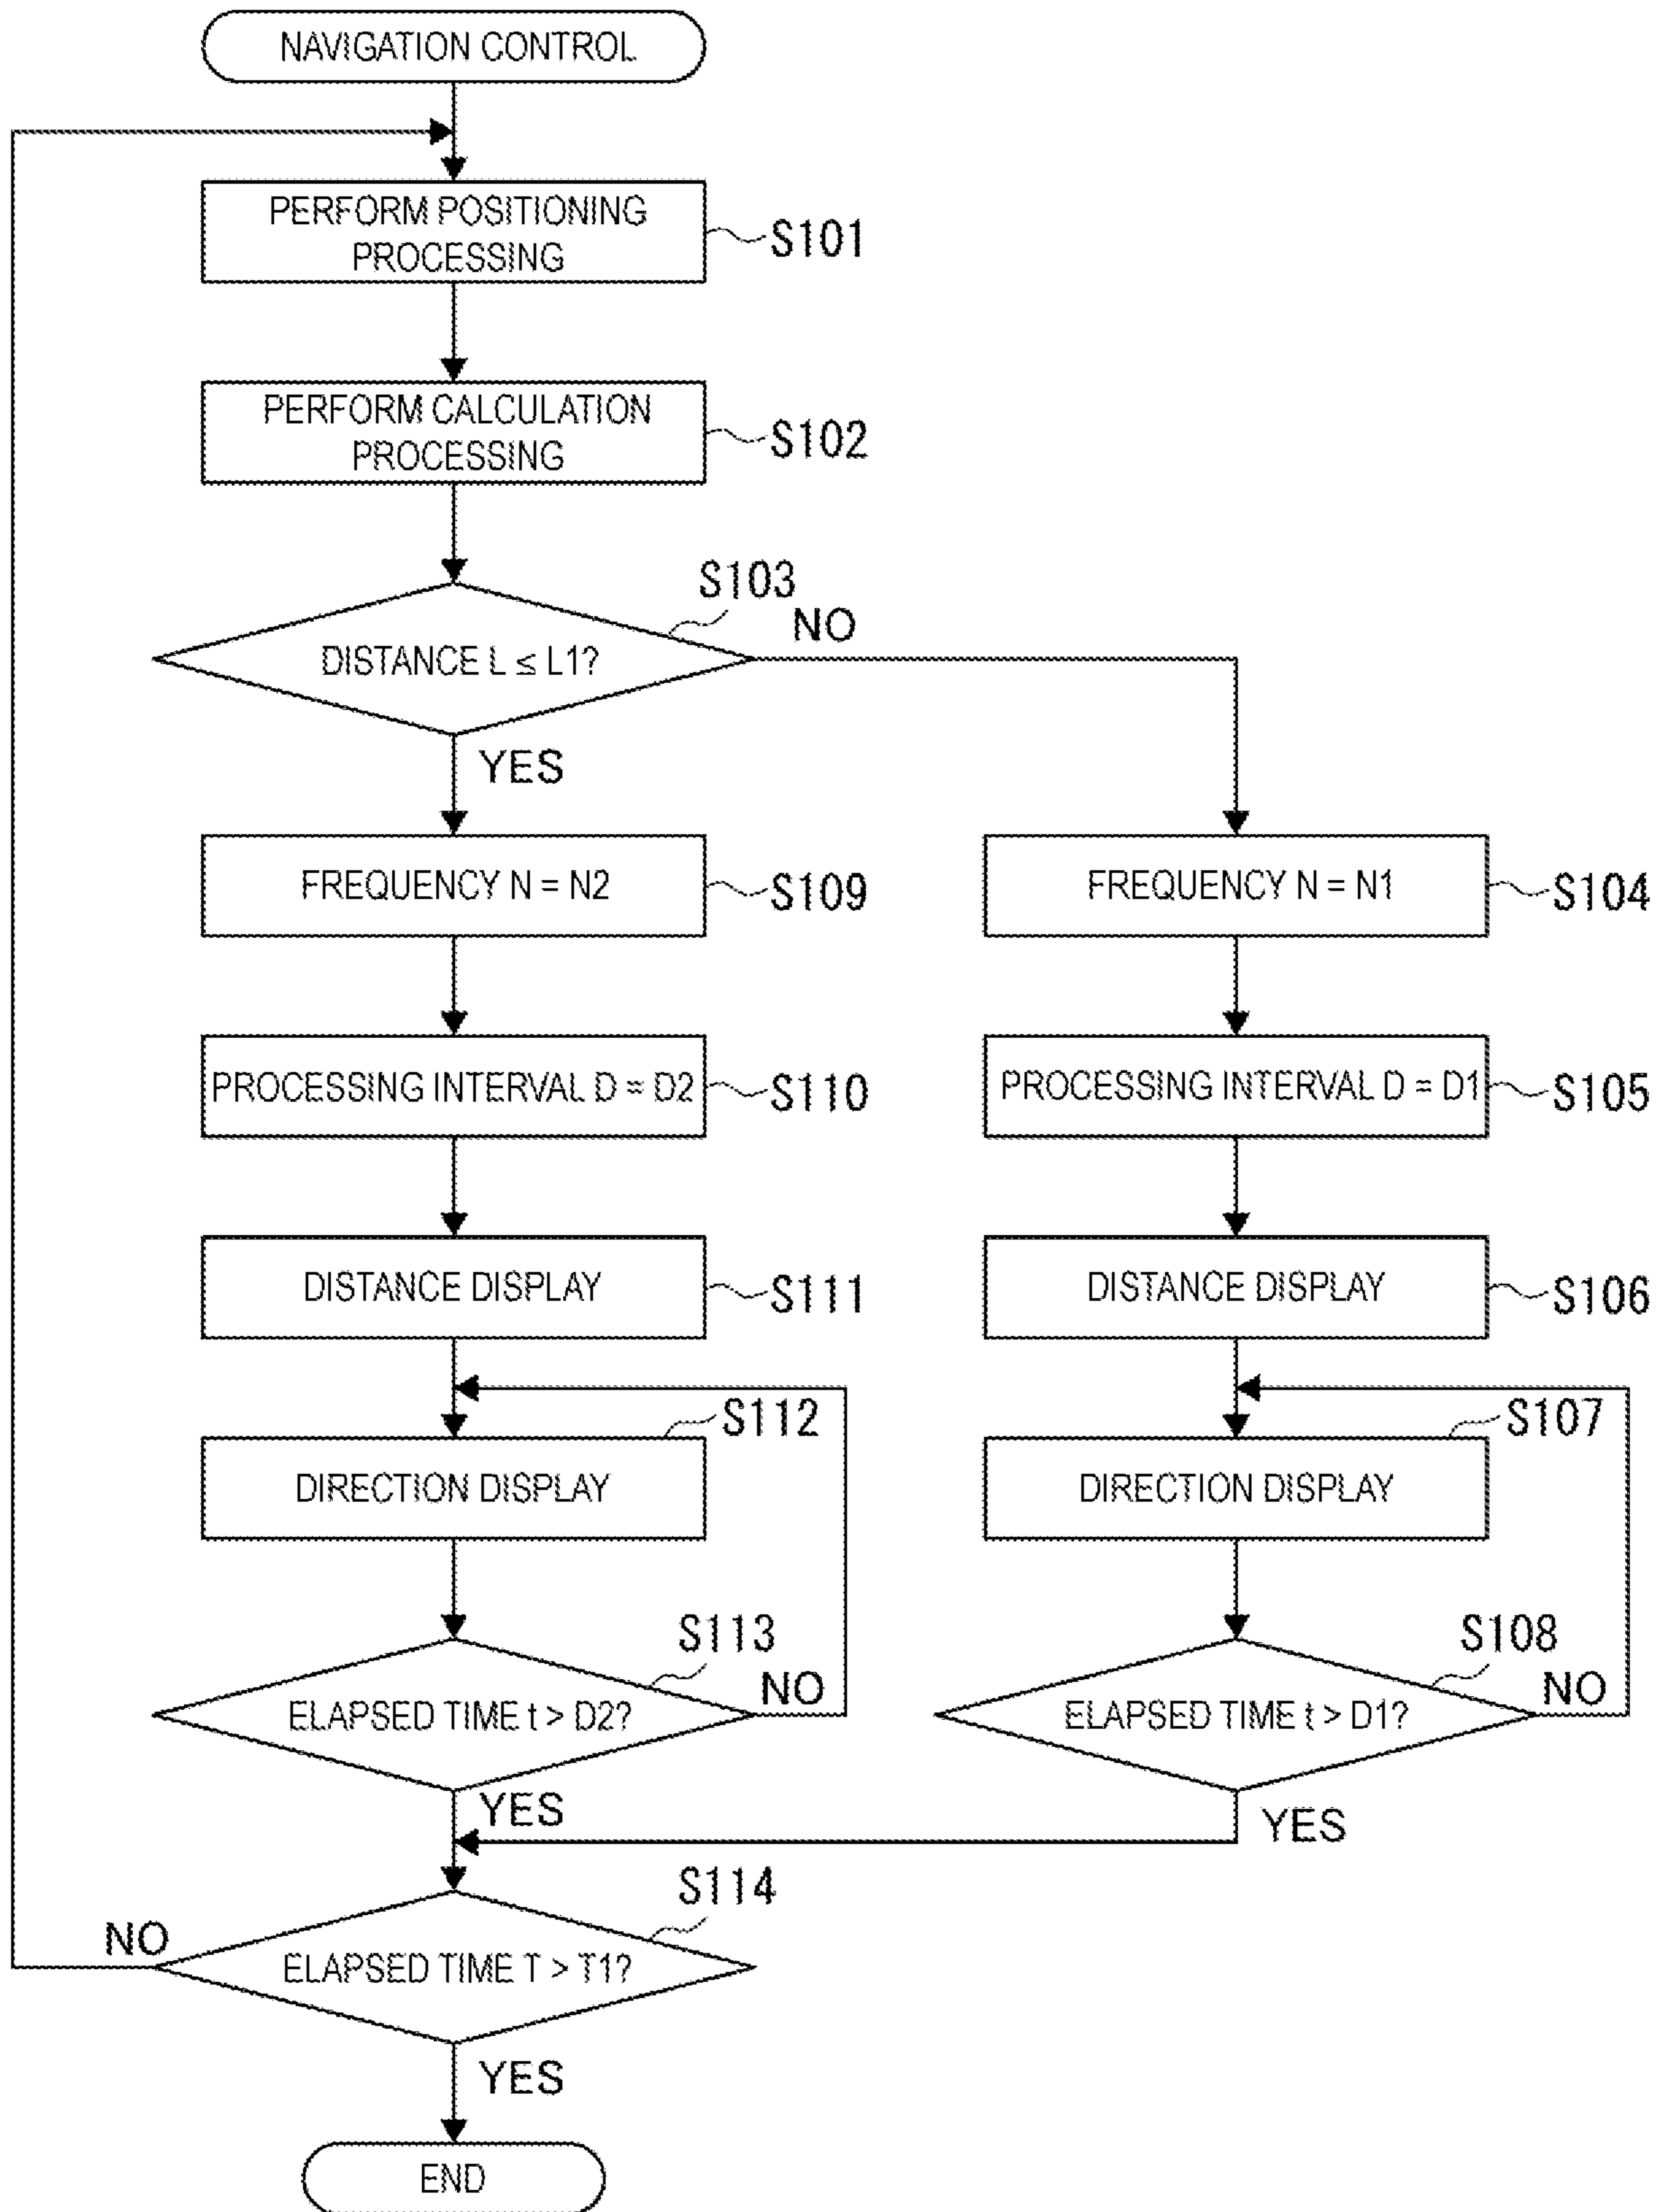 NAVIGATION CONTROL
PERFORM POSITIONING
PROCESSING
S101
PERFORM CALCULATION
PROCESSING
S102
S103
DISTANCE L ≤ L1?
NO
YES
FREQUENCY N = N2
S109
FREQUENCY N = N1
S104
PROCESSING INTERVAL D = D2
S110
PROCESSING INTERVAL D = D1
S105
DISTANCE DISPLAY
S111
DISTANCE DISPLAY
S106
S112
DIRECTION DISPLAY
S107
DIRECTION DISPLAY
S113
ELAPSED TIME t > D2?
NO
YES
S108
ELAPSED TIME t > D1?
NO
YES
S114
ELAPSED TIME T > T1?
NO
YES
END